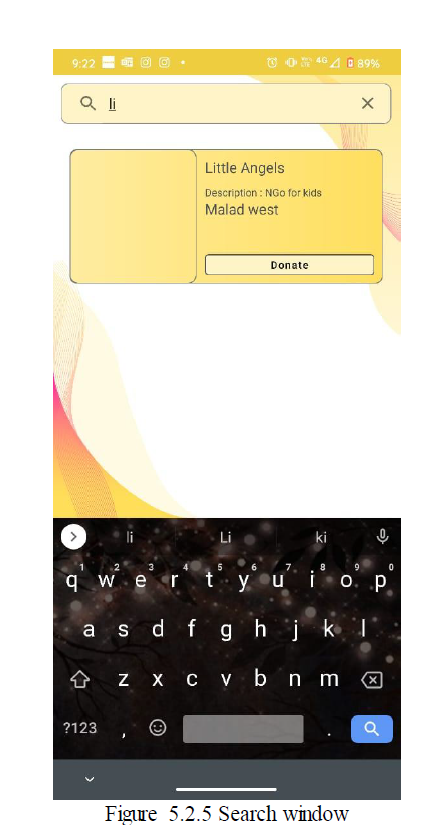 9:22 4G 89%
li
Little Angels
Description : NGo for kids
Malad west
Donate
li Li ki
1 2 3 4 5 6 7 8 9 0
q w e r t y u i o p
a s d f g h j k l
z x c v b n m
?123 , .
Figure 5.2.5 Search window